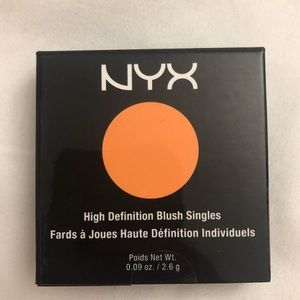 NYX
High Definition Blush Singles
Fards à Joues Haute Définition Individuels
Poids Net Wt.
0.09 oz. / 2.6 g